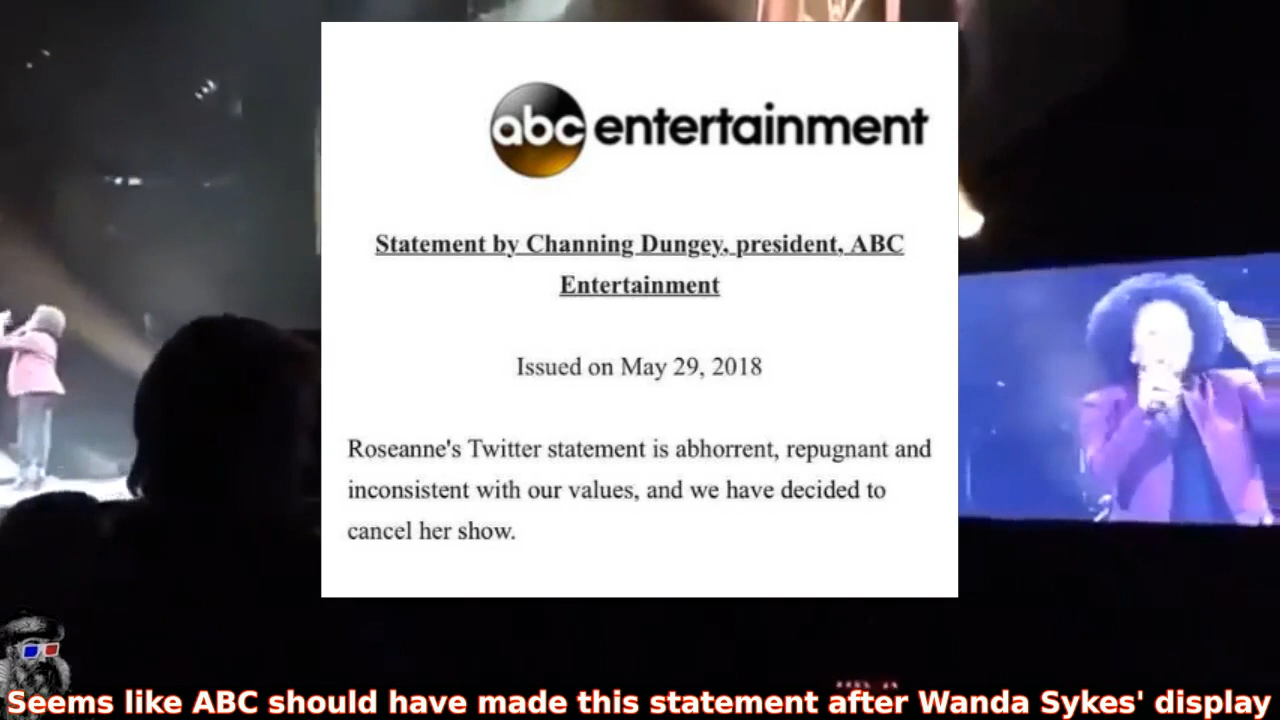 abc entertainment
Statement by Channing Dungey, president, ABC
Entertainment
Issued on May 29, 2018
Roseanne's Twitter statement is abhorrent, repugnant and
inconsistent with our values, and we have decided to
cancel her show.
Seems like ABC should have made this statement after Wanda Sykes' display